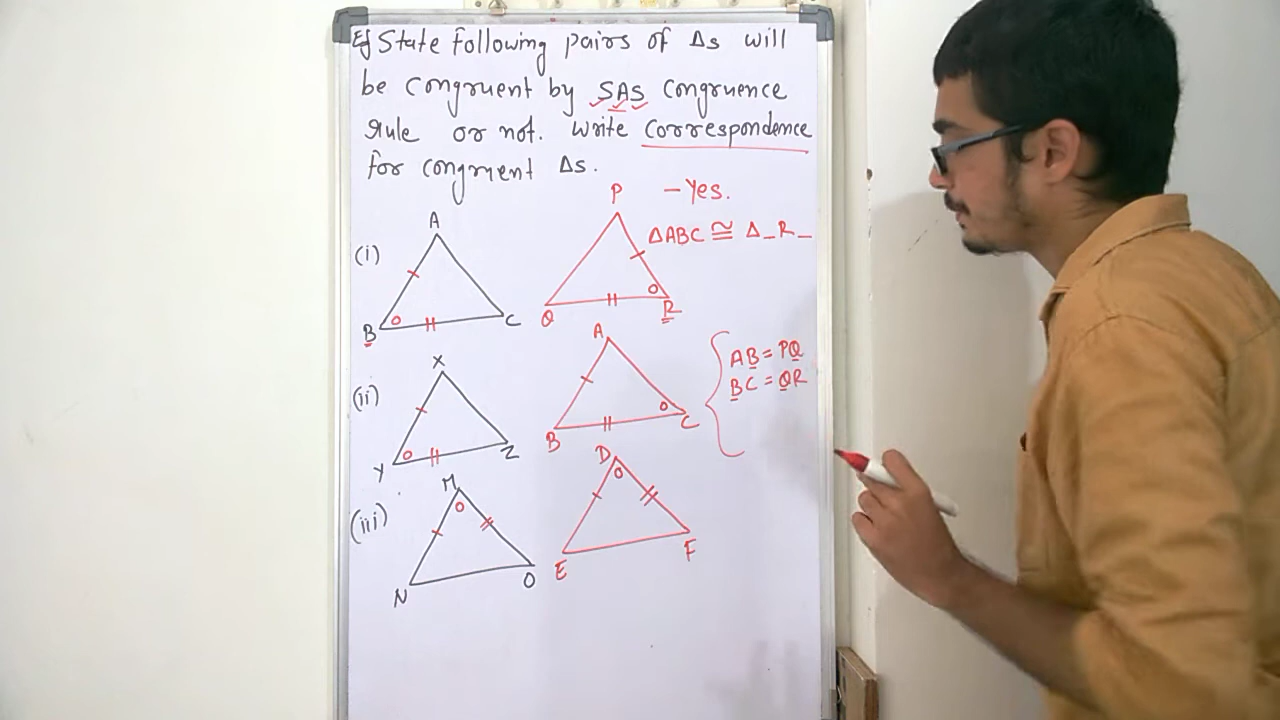 Eg State following pairs of Δs will
be congruent by SAS congruence
rule or not. Write correspondence
for congruent Δs.
P - Yes.
A
ΔABC ≅ Δ_R_
(i)
B C Q R
A
X
AB = PQ
BC = QR
(ii)
Y Z B C
M D
(iii)
N O E F